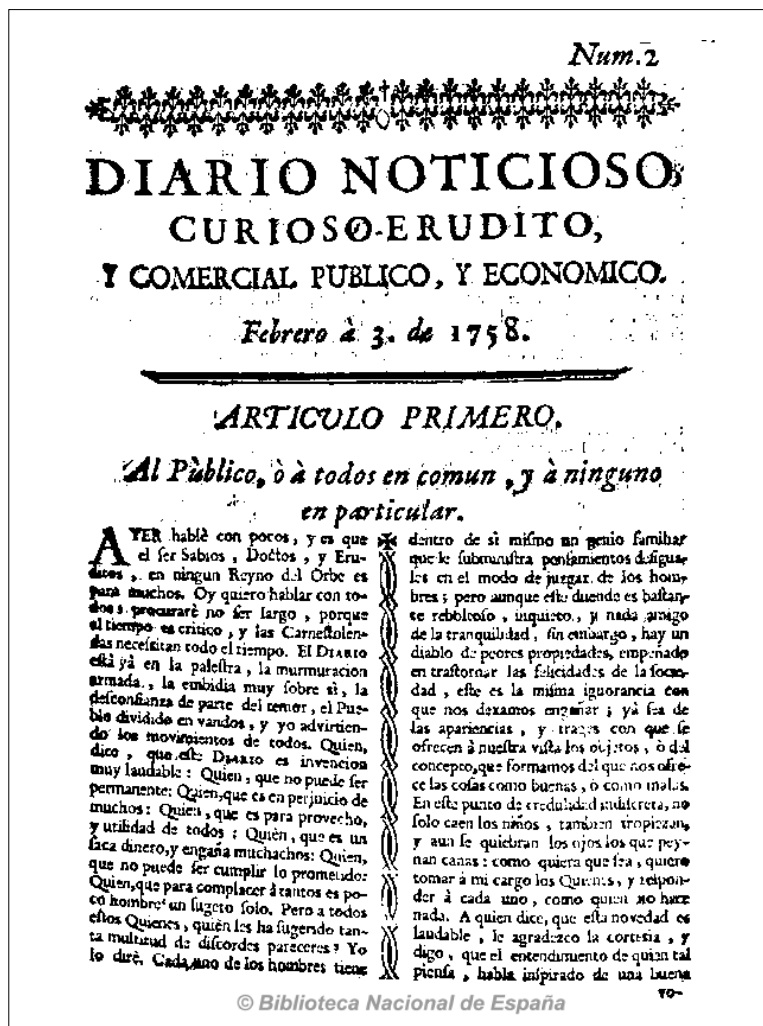 Num.2
DIARIO NOTICIOSO,
CURIOSO-ERUDITO,
Y COMERCIAL PUBLICO, Y ECONOMICO.
Febrero à 3. de 1758.
ARTICULO PRIMERO.
Al Pùblico, ò à todos en comun, y à ninguno
en particular.
AYER hablè con pocos, y es que
el ser Sabios, Doctos, y Eru-
ditos, en ningun Reyno del Orbe es
para muchos. Oy quiero hablar con to-
dos: procurarè no ser largo, porque
el tiempo es critico, y las Carnestolen-
das necessitan todo el tiempo. El DIARIO
està yà en la palestra, la murmuracion
armada, la embidia muy sobre sì, la
desconfianza de parte del temor, el Pue-
blo dividido en vandos, y yo advirtien-
do los movimientos de todos. Quien,
dice, que este DIARIO es invencion
muy laudable: Quien, que no puede ser
permanente: Quien, que es en perjuicio de
muchos: Quien, que es para provecho,
y utilidad de todos: Quien, que es un
saca dinero, y engaña muchachos: Quien,
que no puede ser cumplir lo prometido:
Quien, que para complacer à tantos es po-
co hombre un sugeto solo. Pero a todos
estos Quienes, quièn les ha sugerido tan-
ta multitud de discordes pareceres? Yo
lo dirè. Cada uno de los hombres tiene
dentro de sì mismo un genio familiar
que le subministra pensamientos desigua-
les en el modo de juzgar de los hom-
bres; pero aunque este duende es bastan-
te rebleoso, inquieto, y nada amigo
de la tranquilidad, sin embargo, hay un
diablo de peores propiedades, empeñado
en trastornar las felicidades de la socie-
dad, este es la misma ignorancia con
que nos dexamos engañar; yà sea de
las apariencias, y trages con que se
ofrecen à nuestra vista los objetos, ò del
concepto, que formamos del que nos ofre-
ce las cosas como buenas, ò como malas.
En este punto de credulidad indiscreta, no
solo caen los niños, tambien tropiezan,
y aun se quiebran los ojos los que pey-
nan canas: como quiera que sea, quiero
tomar à mi cargo los Quienes, y respon-
der à cada uno, como quien no hace
nada. A quien dice, que esta novedad es
laudable, le agradezco la cortesia, y
digo, que el entendimiento de quien tal
piensa, habla inspirado de una buena
vo-
© Biblioteca Nacional de España